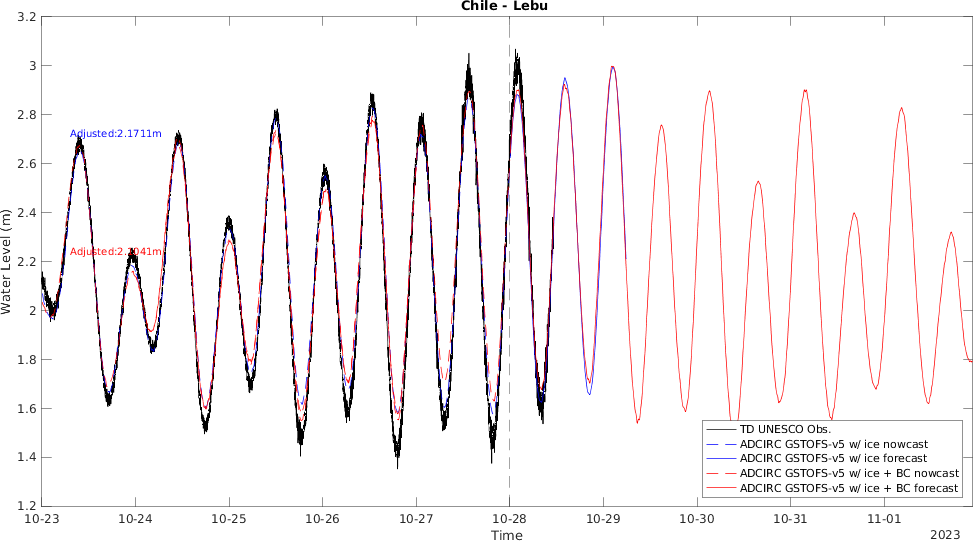 Chile - Lebu
3.2
3
2.8
2.6
2.4
2.2
2
1.8
1.6
1.4
1.2
Water Level (m)
Adjusted:2.1711m
Adjusted:2.2041m
TD UNESCO Obs.
ADCIRC GSTOFS-v5 w/ ice nowcast
ADCIRC GSTOFS-v5 w/ ice forecast
ADCIRC GSTOFS-v5 w/ ice + BC nowcast
ADCIRC GSTOFS-v5 w/ ice + BC forecast
10-23 10-24 10-25 10-26 10-27 10-28 10-29 10-30 10-31 11-01
Time
2023